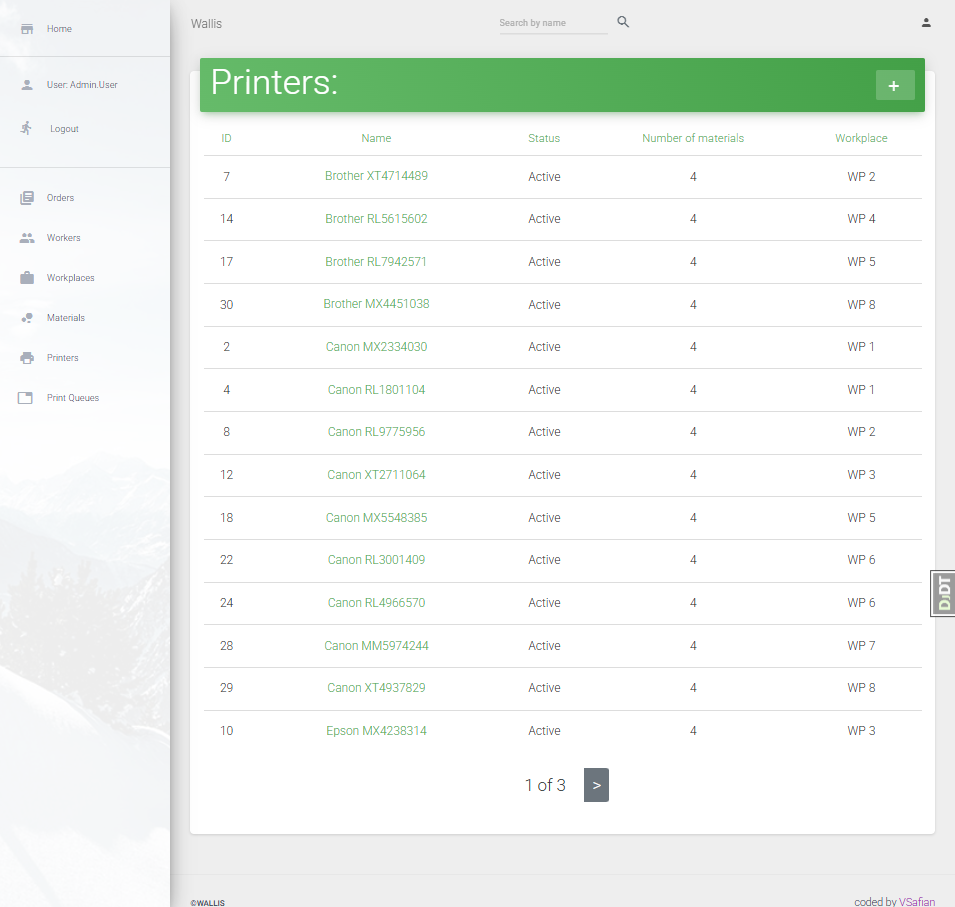 Home
User: Admin.User
Logout
Orders
Workers
Workplaces
Materials
Printers
Print Queues
Wallis
Search by name
Printers:
+
ID Name Status Number of materials Workplace
7 Brother XT4714489 Active 4 WP 2
14 Brother RL5615602 Active 4 WP 4
17 Brother RL7942571 Active 4 WP 5
30 Brother MX4451038 Active 4 WP 8
2 Canon MX2334030 Active 4 WP 1
4 Canon RL1801104 Active 4 WP 1
8 Canon RL9775956 Active 4 WP 2
12 Canon XT2711064 Active 4 WP 3
18 Canon MX5548385 Active 4 WP 5
22 Canon RL3001409 Active 4 WP 6
24 Canon RL4966570 Active 4 WP 6
28 Canon MM5974244 Active 4 WP 7
29 Canon XT4937829 Active 4 WP 8
10 Epson MX4238314 Active 4 WP 3
1 of 3 >
DJDT
©WALLIS
coded by VSafian